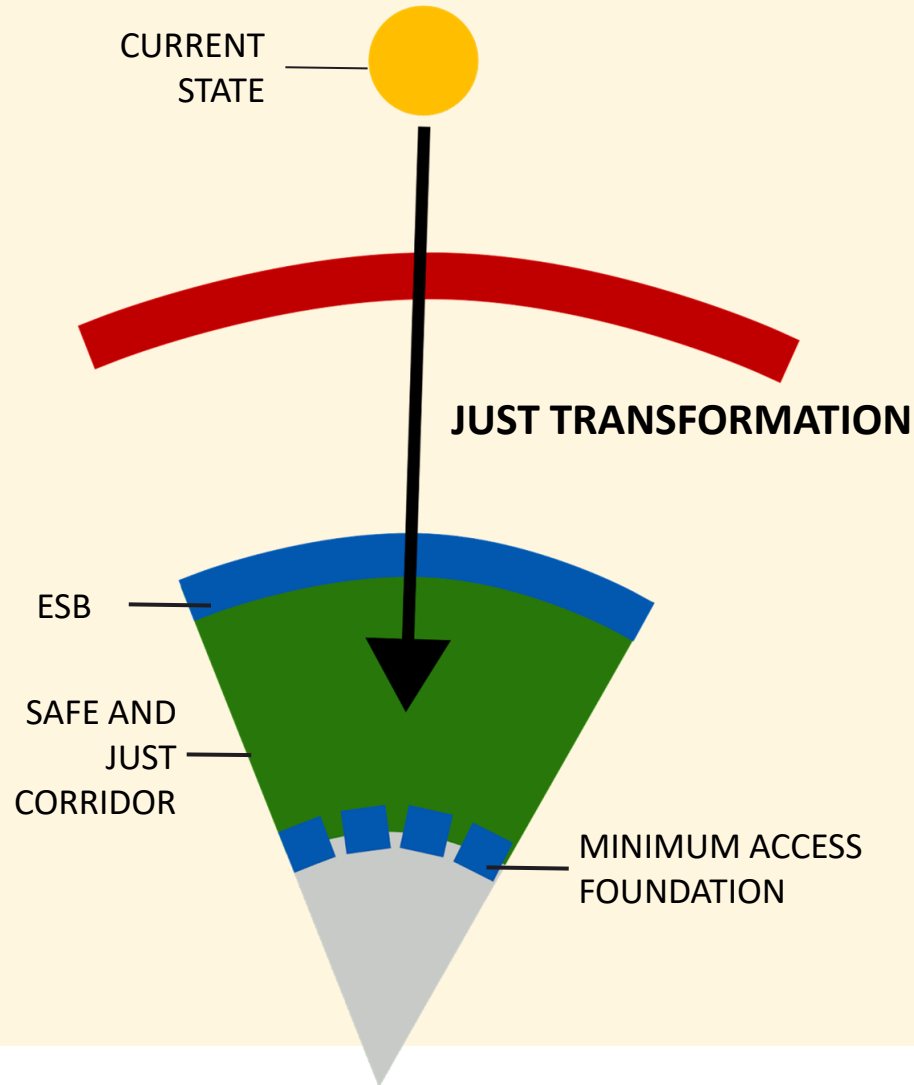 CURRENT
STATE
JUST TRANSFORMATION
ESB
SAFE AND
JUST
CORRIDOR
MINIMUM ACCESS
FOUNDATION